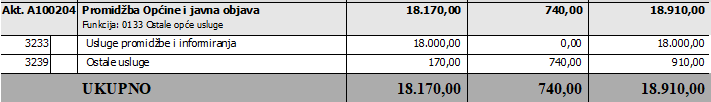 Akt. A100204 Promidžba Općine i javna objava 18.170,00 740,00 18.910,00
Funkcija: 0133 Ostale opće usluge
3233 Usluge promidžbe i informiranja 18.000,00 0,00 18.000,00
3239 Ostale usluge 170,00 740,00 910,00
UKUPNO 18.170,00 740,00 18.910,00